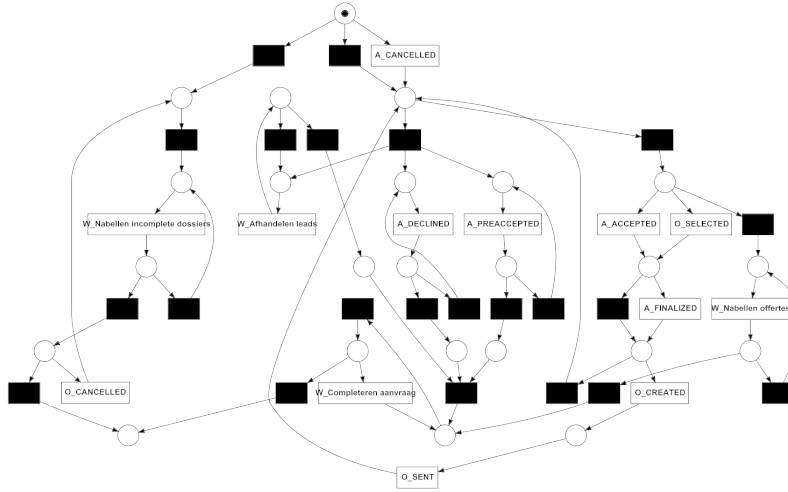 A_CANCELLED
W_Nabellen incomplete dossiers
W_Afhandelen leads
A_DECLINED
A_PREACCEPTED
A_ACCEPTED
O_SELECTED
A_FINALIZED
W_Nabellen offertes
O_CANCELLED
W_Completeren aanvraag
O_CREATED
O_SENT